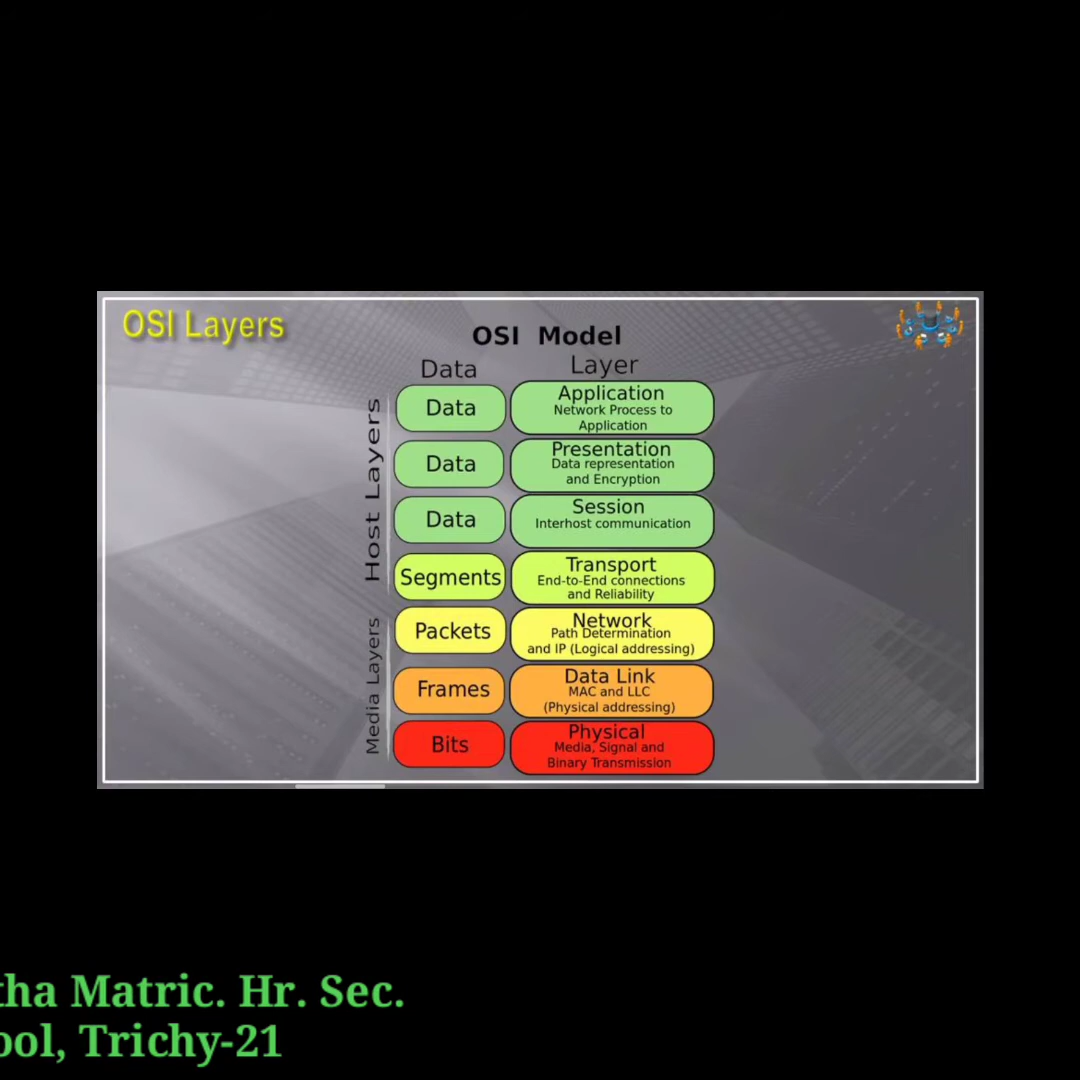 OSI Layers
OSI Model
Data
Layer
Host Layers
Data
Application
Network Process to
Application
Data
Presentation
Data representation
and Encryption
Data
Session
Interhost communication
Segments
Transport
End-to-End connections
and Reliability
Media Layers
Packets
Network
Path Determination
and IP (Logical addressing)
Frames
Data Link
MAC and LLC
(Physical addressing)
Bits
Physical
Media, Signal and
Binary Transmission
Matric. Hr. Sec.
Trichy-21